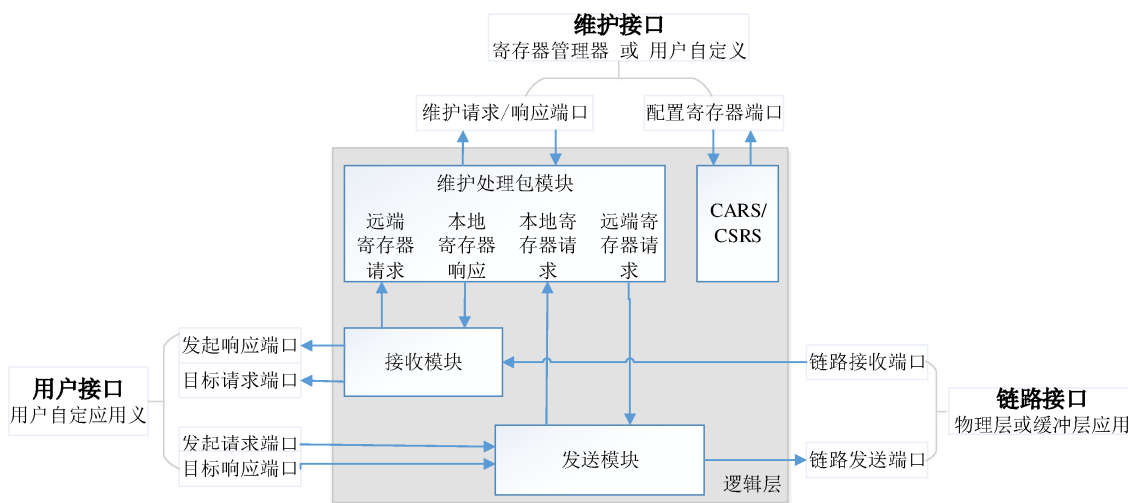 维护接口
寄存器管理器 或 用户自定义
维护请求/响应端口
配置寄存器端口
维护处理包模块
远端
寄存器
请求
本地
寄存器
响应
本地寄
存器请
求
远端寄
存器请
求
CARS/
CSRS
发起响应端口
目标请求端口
接收模块
链路接收端口
用户接口
用户自定应用义
链路接口
物理层或缓冲层应用
发起请求端口
目标响应端口
发送模块
链路发送端口
逻辑层